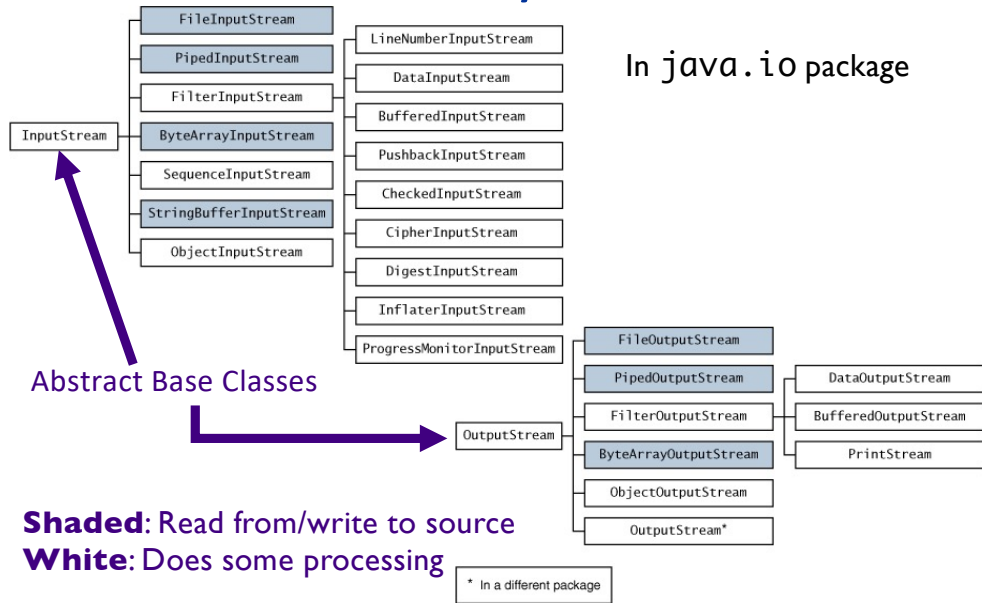 FileInputStream
PipedInputStream
FilterInputStream
InputStream
ByteArrayInputStream
SequenceInputStream
StringBufferInputStream
ObjectInputStream
LineNumberInputStream
DataInputStream
BufferedInputStream
PushbackInputStream
CheckedInputStream
CipherInputStream
DigestInputStream
InflaterInputStream
ProgressMonitorInputStream
In java.io package
Abstract Base Classes
OutputStream
FileOutputStream
PipedOutputStream
FilterOutputStream
ByteArrayOutputStream
ObjectOutputStream
OutputStream*
DataOutputStream
BufferedOutputStream
PrintStream
Shaded: Read from/write to source
White: Does some processing
* In a different package